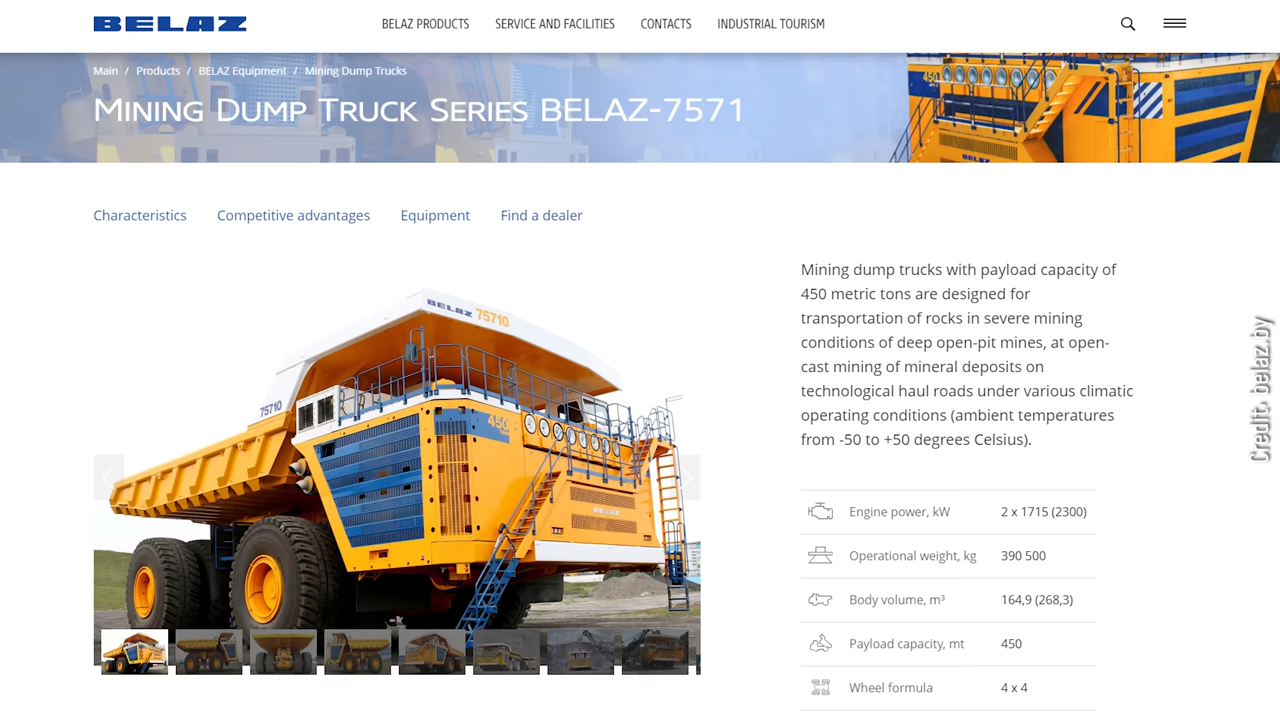 BELAZ
BELAZ PRODUCTS
SERVICE AND FACILITIES
CONTACTS
INDUSTRIAL TOURISM
Main / Products / BELAZ Equipment / Mining Dump Trucks
Mining Dump Truck Series BELAZ-7571
450
BELAZ
Characteristics
Competitive advantages
Equipment
Find a dealer
BELAZ 75710
75710
450
BELAZ
Mining dump trucks with payload capacity of
450 metric tons are designed for
transportation of rocks in severe mining
conditions of deep open-pit mines, at open-
cast mining of mineral deposits on
technological haul roads under various climatic
operating conditions (ambient temperatures
from -50 to +50 degrees Celsius).
Engine power, kW 2 x 1715 (2300)
Operational weight, kg 390 500
Body volume, m³ 164,9 (268,3)
Payload capacity, mt 450
Wheel formula 4 x 4
Credit: belaz.by